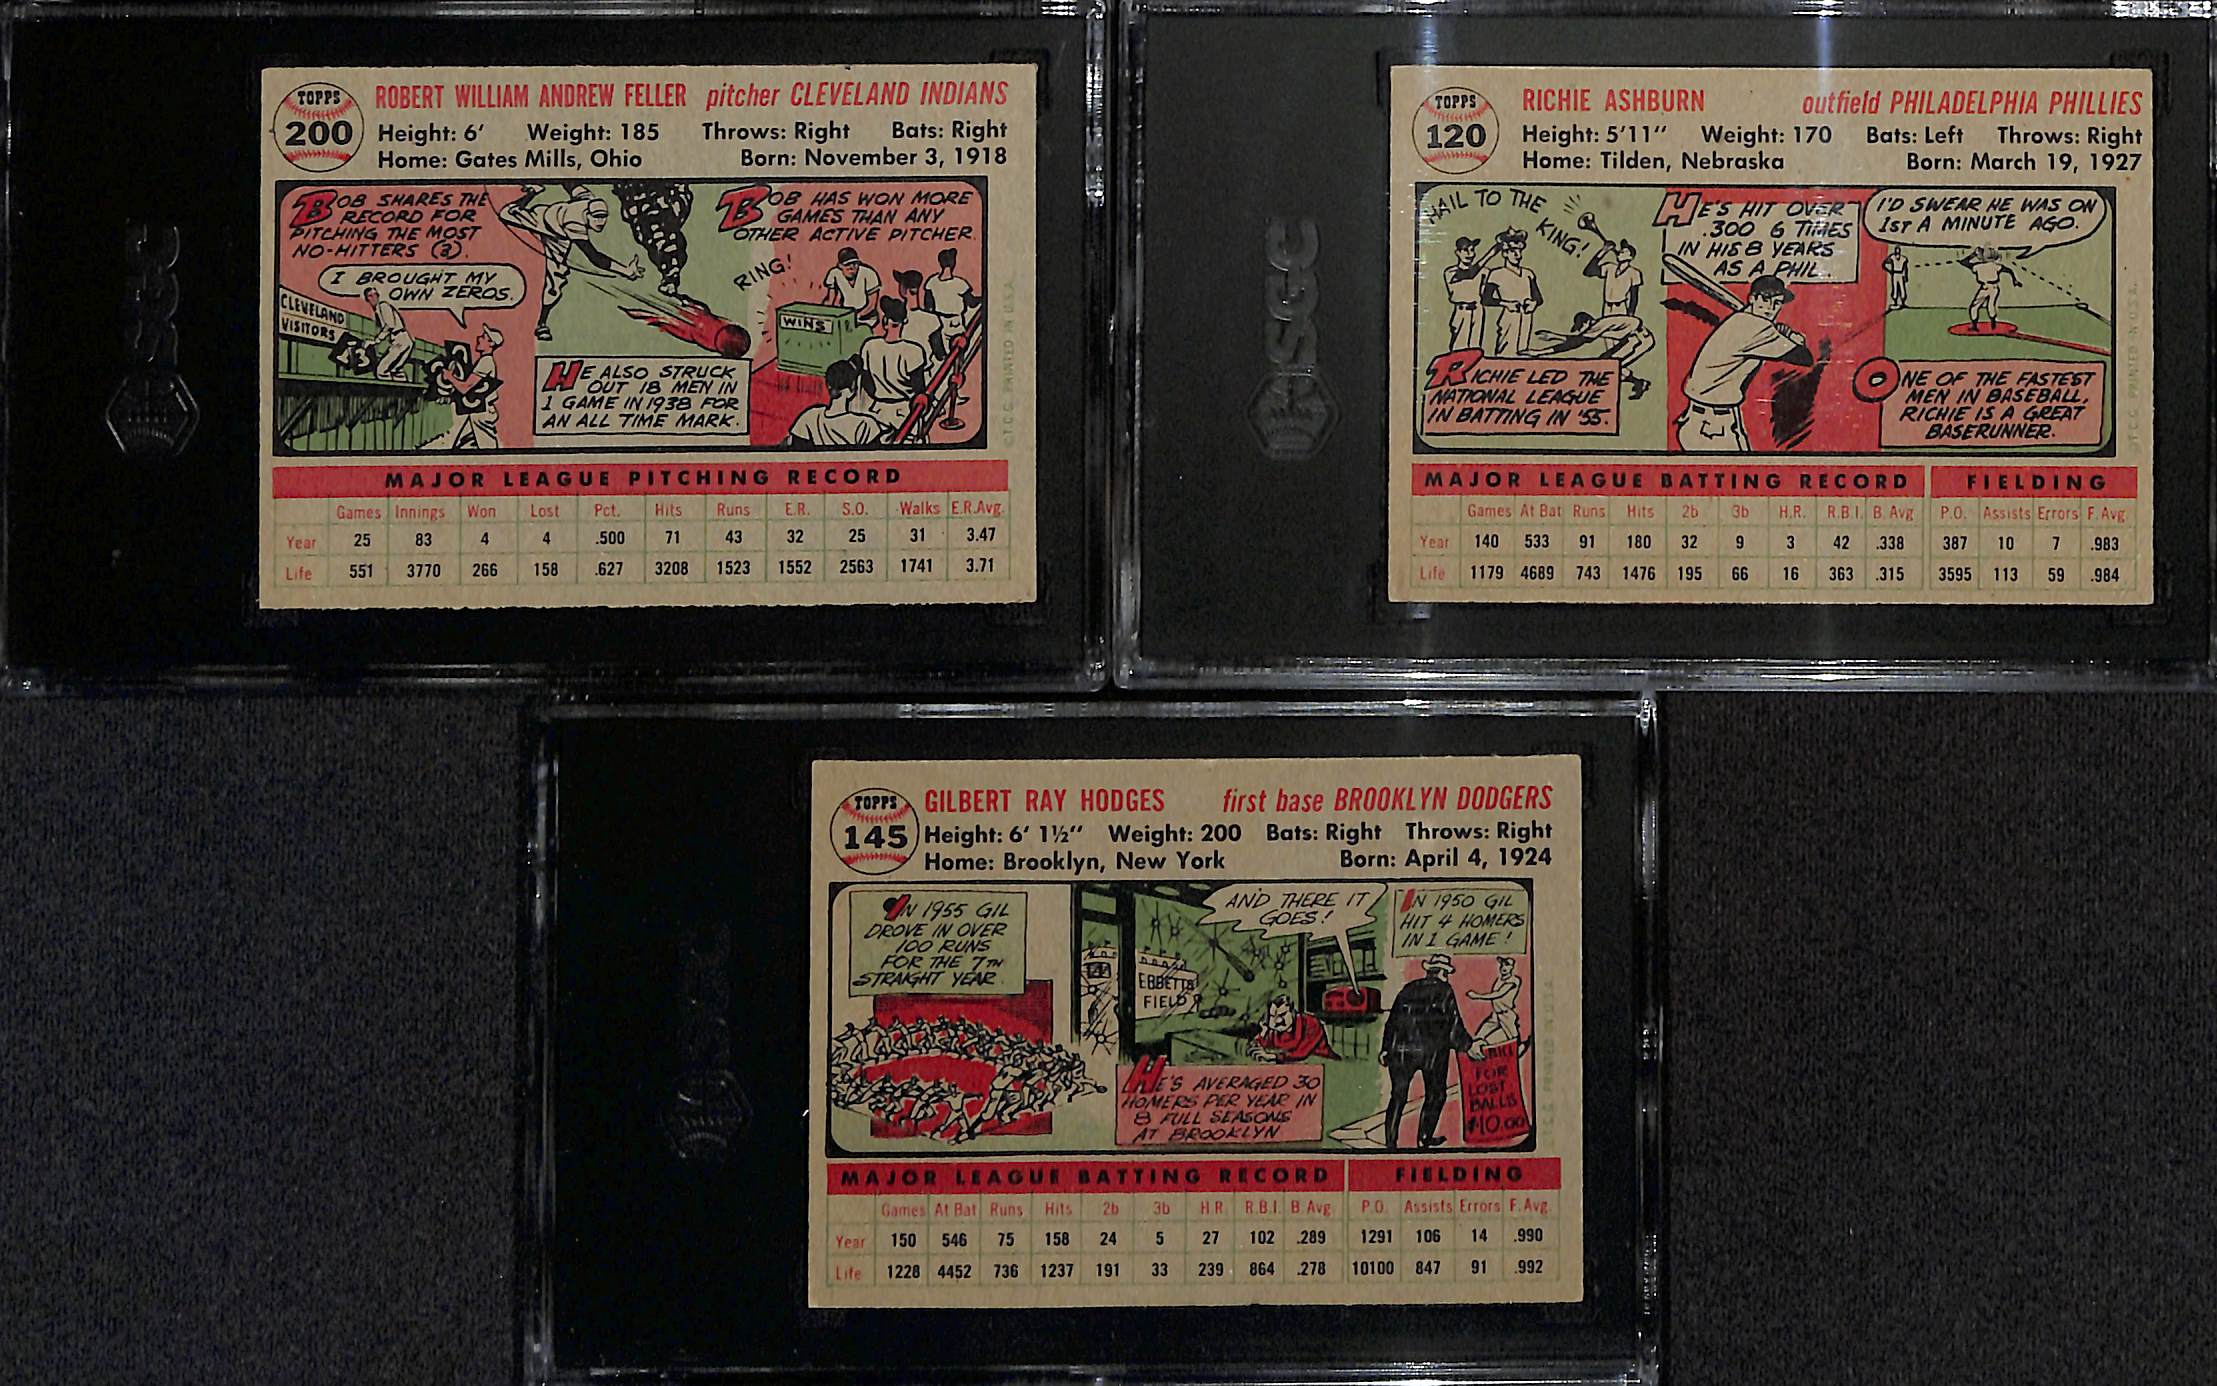 TOPPS
200
ROBERT WILLIAM ANDREW FELLER pitcher CLEVELAND INDIANS
Height: 6' Weight: 185 Throws: Right Bats: Right
Home: Gates Mills, Ohio Born: November 3, 1918
BOB SHARES THE
RECORD FOR
PITCHING THE MOST
NO-HITTERS (3).
I BROUGHT MY
OWN ZEROS.
CLEVELAND
VISITORS
HE ALSO STRUCK
OUT 18 MEN IN
1 GAME IN 1938 FOR
AN ALL TIME MARK.
BOB HAS WON MORE
GAMES THAN ANY
OTHER ACTIVE PITCHER.
RING!
WINS
©T.C.G. PRINTED IN U.S.A.
MAJOR LEAGUE PITCHING RECORD
Games Innings Won Lost Pct. Hits Runs E.R. S.O. Walks E.R.Avg.
Year 25 83 4 4 .500 71 43 32 25 31 3.47
Life 551 3770 266 158 .627 3208 1523 1552 2563 1741 3.71
SGC
TOPPS
120
RICHIE ASHBURN outfield PHILADELPHIA PHILLIES
Height: 5'11" Weight: 170 Bats: Left Throws: Right
Home: Tilden, Nebraska Born: March 19, 1927
HAIL TO THE
KING!
RICHIE LED THE
NATIONAL LEAGUE
IN BATTING IN '55.
HE'S HIT OVER
.300 6 TIMES
IN HIS 8 YEARS
AS A PHIL.
I'D SWEAR HE WAS ON
1ST A MINUTE AGO.
ONE OF THE FASTEST
MEN IN BASEBALL,
RICHIE IS A GREAT
BASERUNNER.
T.C.G. PRINTED IN U.S.A.
MAJOR LEAGUE BATTING RECORD FIELDING
Games At Bat Runs Hits 2b 3b H.R. R.B.I. B. Avg P.O. Assists Errors F. Avg
Year 140 533 91 180 32 9 3 42 .338 387 10 7 .983
Life 1179 4689 743 1476 195 66 16 363 .315 3595 113 59 .984
SGC
TOPPS
145
GILBERT RAY HODGES first base BROOKLYN DODGERS
Height: 6' 1½" Weight: 200 Bats: Right Throws: Right
Home: Brooklyn, New York Born: April 4, 1924
IN 1955 GIL
DROVE IN OVER
100 RUNS
FOR THE 7TH
STRAIGHT YEAR.
AND THERE IT
GOES!
EBBETTS
FIELD
HE'S AVERAGED 30
HOMERS PER YEAR IN
8 FULL SEASONS
AT BROOKLYN
IN 1950 GIL
HIT 4 HOMERS
IN 1 GAME!
BILL
FOR
LOST
BALLS
$10.00
T.C.G. PRINTED IN U.S.A.
MAJOR LEAGUE BATTING RECORD FIELDING
Games At Bat Runs Hits 2b 3b H.R. R.B.I. B. Avg P.O. Assists Errors F. Avg
Year 150 546 75 158 24 5 27 102 .289 1291 106 14 .990
Life 1228 4452 736 1237 191 33 239 864 .278 10100 847 91 .992